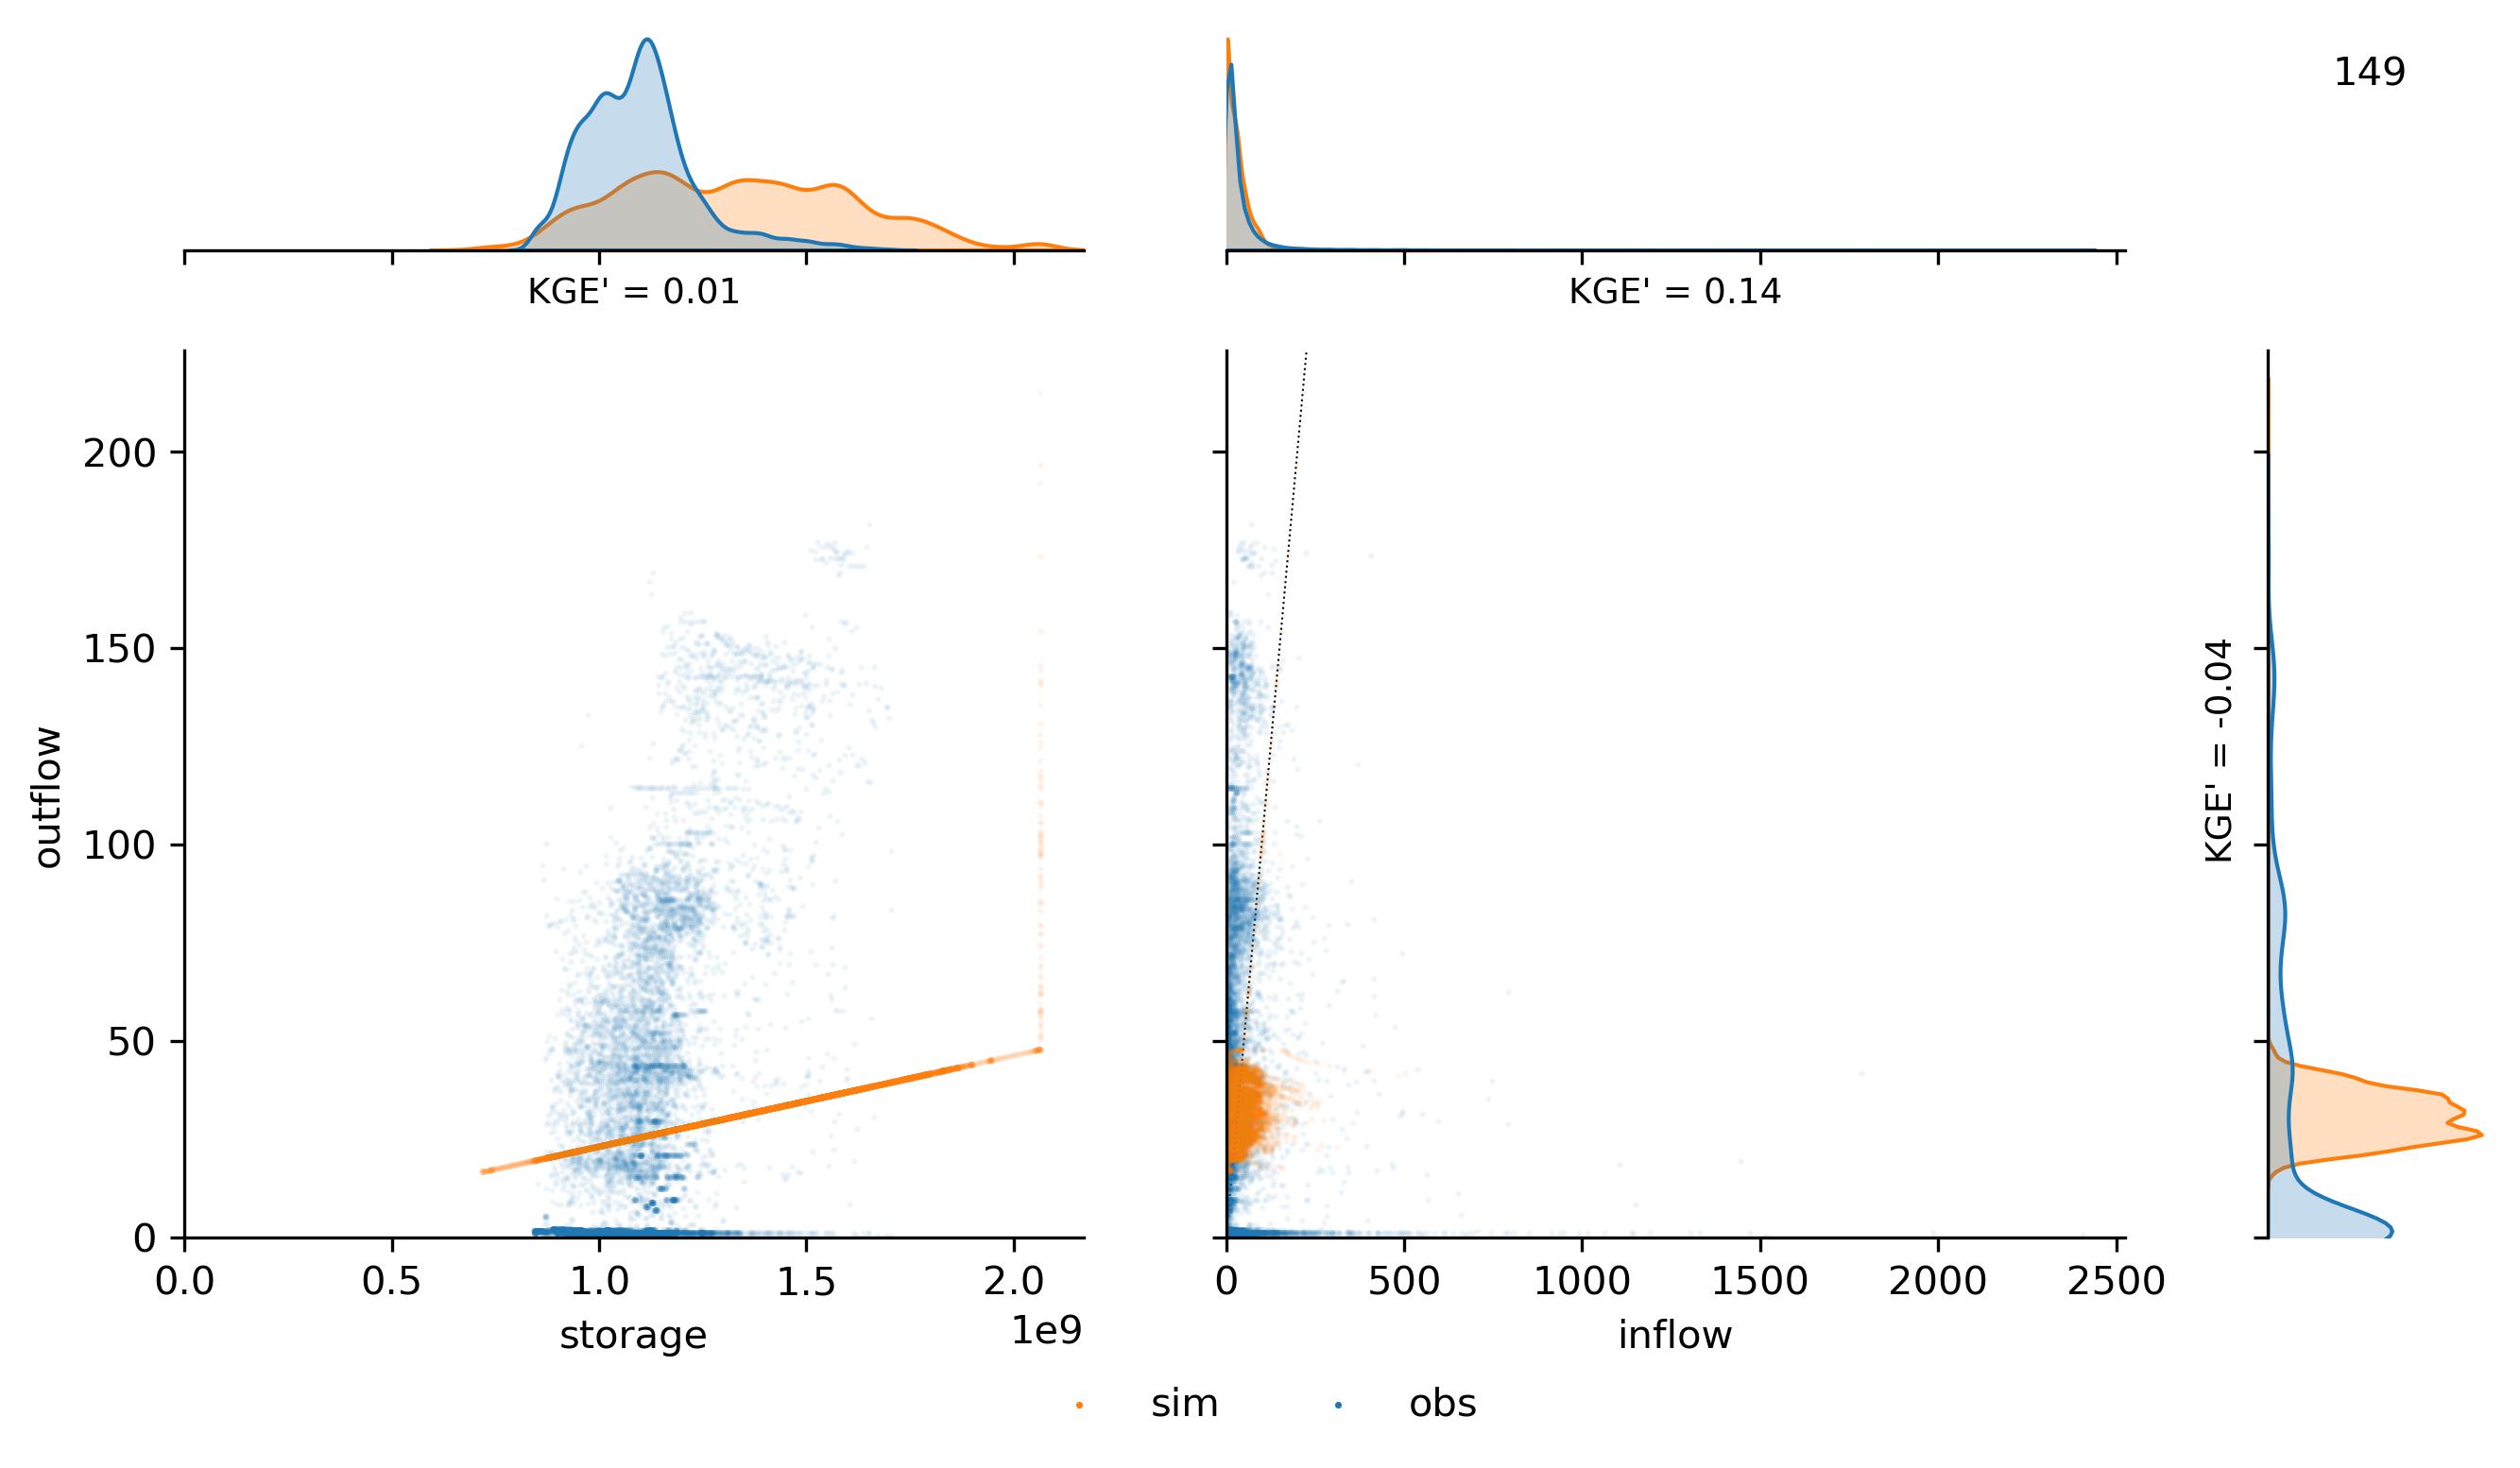 149
KGE' = 0.01
KGE' = 0.14
outflow
200
150
100
50
0
KGE' = -0.04
0.0 0.5 1.0 1.5 2.0
1e9
storage
0 500 1000 1500 2000 2500
inflow
sim obs